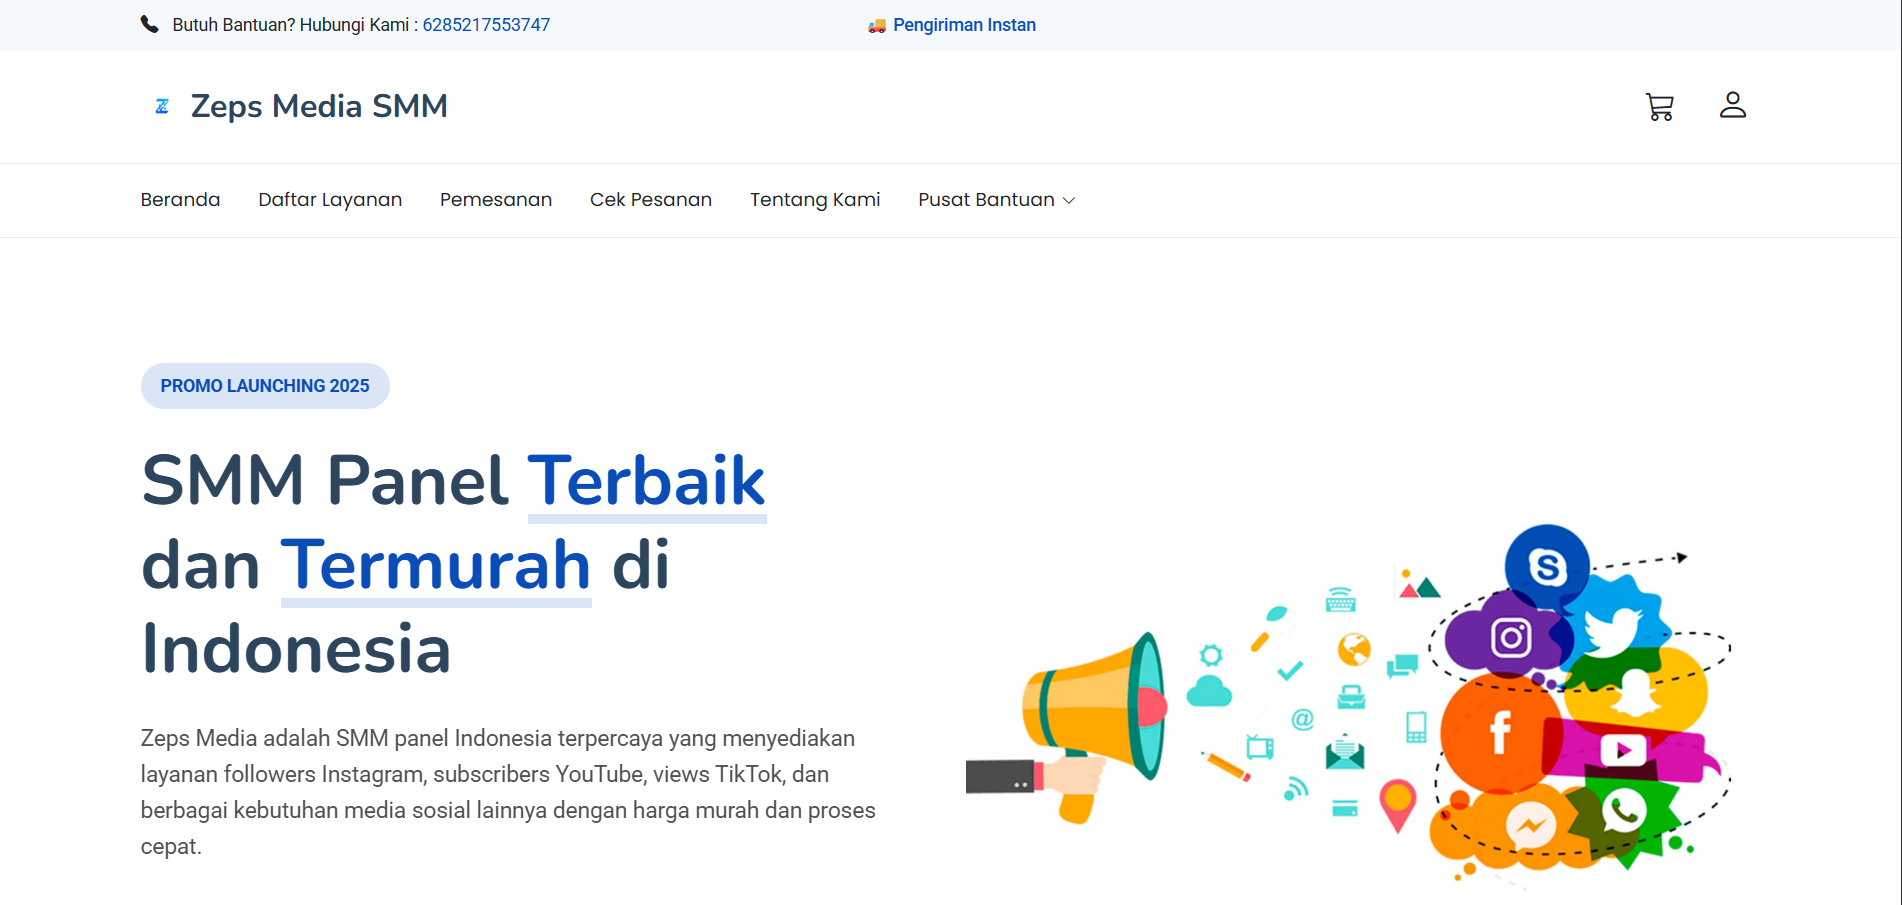 Butuh Bantuan? Hubungi Kami : 6285217553747
Pengiriman Instan
Zeps Media SMM
Beranda
Daftar Layanan
Pemesanan
Cek Pesanan
Tentang Kami
Pusat Bantuan
PROMO LAUNCHING 2025
SMM Panel Terbaik
dan Termurah di
Indonesia
Zeps Media adalah SMM panel Indonesia terpercaya yang menyediakan
layanan followers Instagram, subscribers YouTube, views TikTok, dan
berbagai kebutuhan media sosial lainnya dengan harga murah dan proses
cepat.